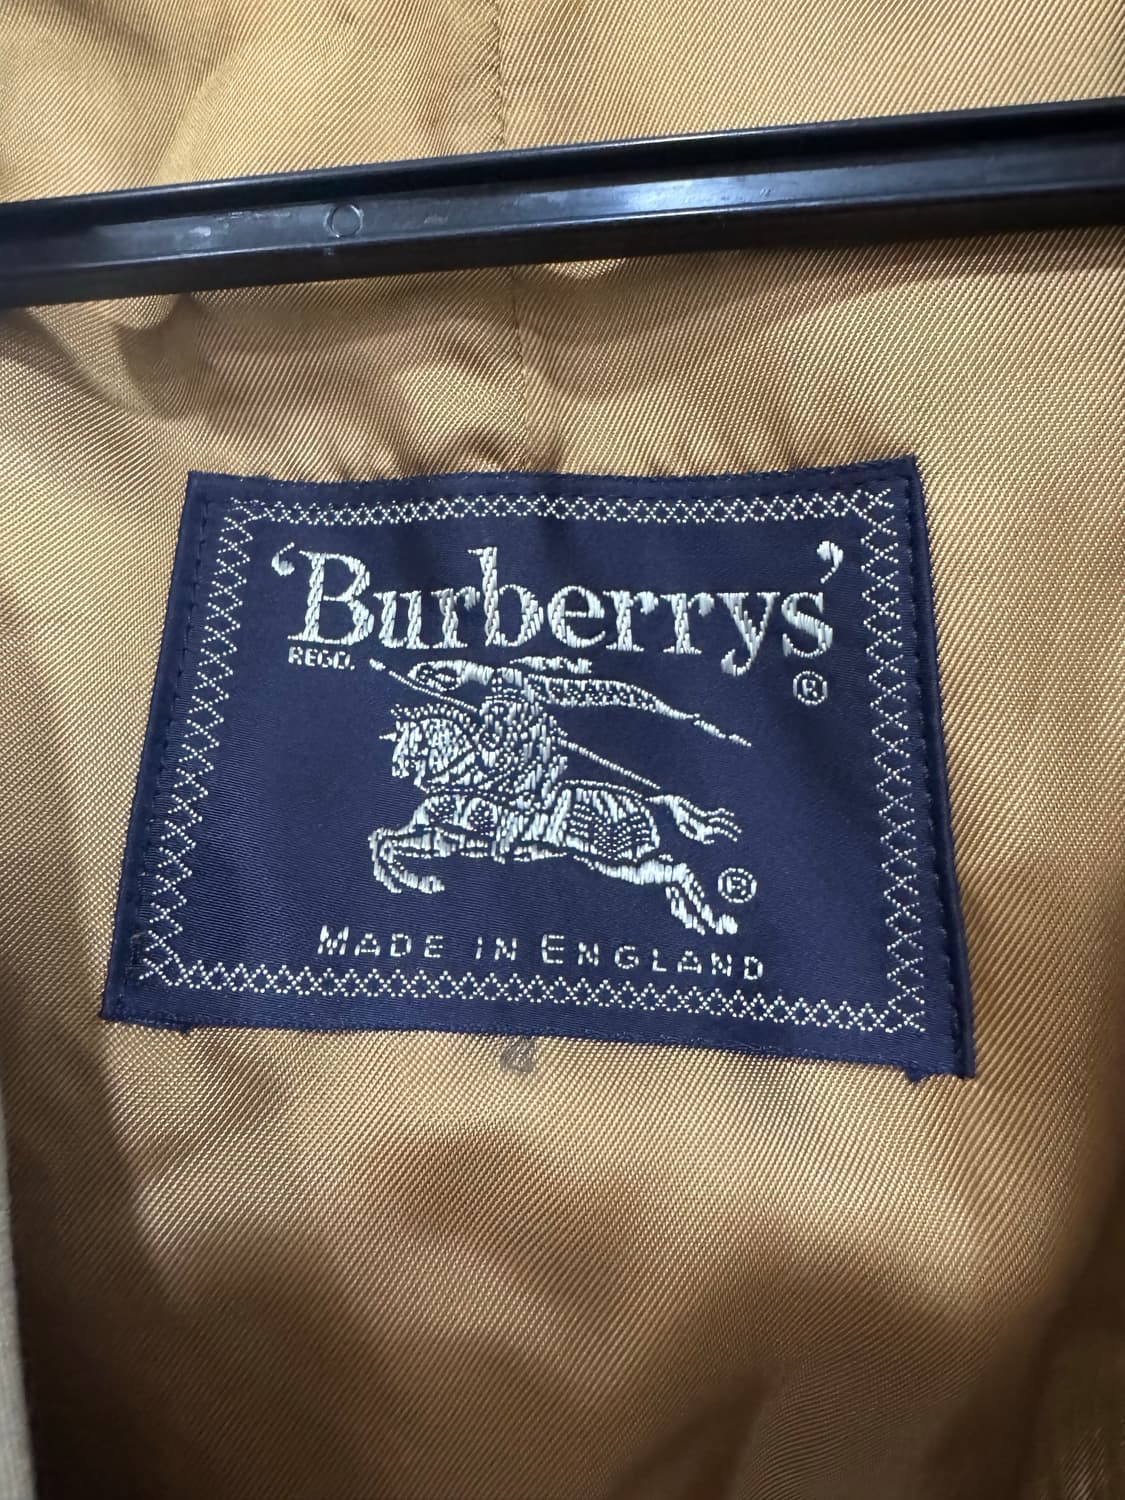 ‘Burberrys’
REGD.
®
®
MADE IN ENGLAND